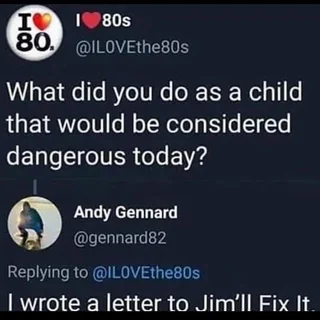 I❤
80s
I❤80s
@ILOVEthe80s
What did you do as a child
that would be considered
dangerous today?
Andy Gennard
@gennard82
Replying to @ILOVEthe80s
I wrote a letter to Jim'll Fix It.